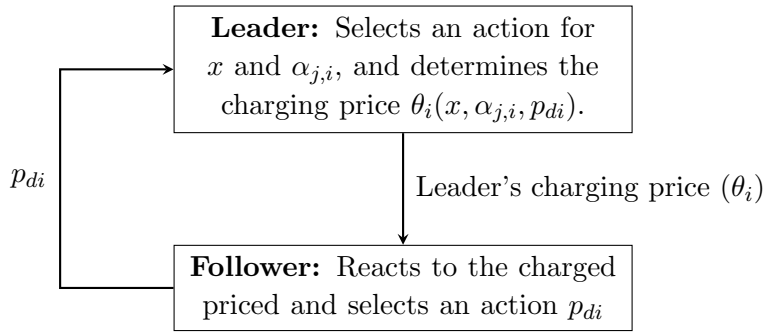 Leader: Selects an action for
x and α_{j,i}, and determines the
charging price θ_i(x, α_{j,i}, p_{di}).
p_{di}
Leader's charging price (θ_i)
Follower: Reacts to the charged
priced and selects an action p_{di}